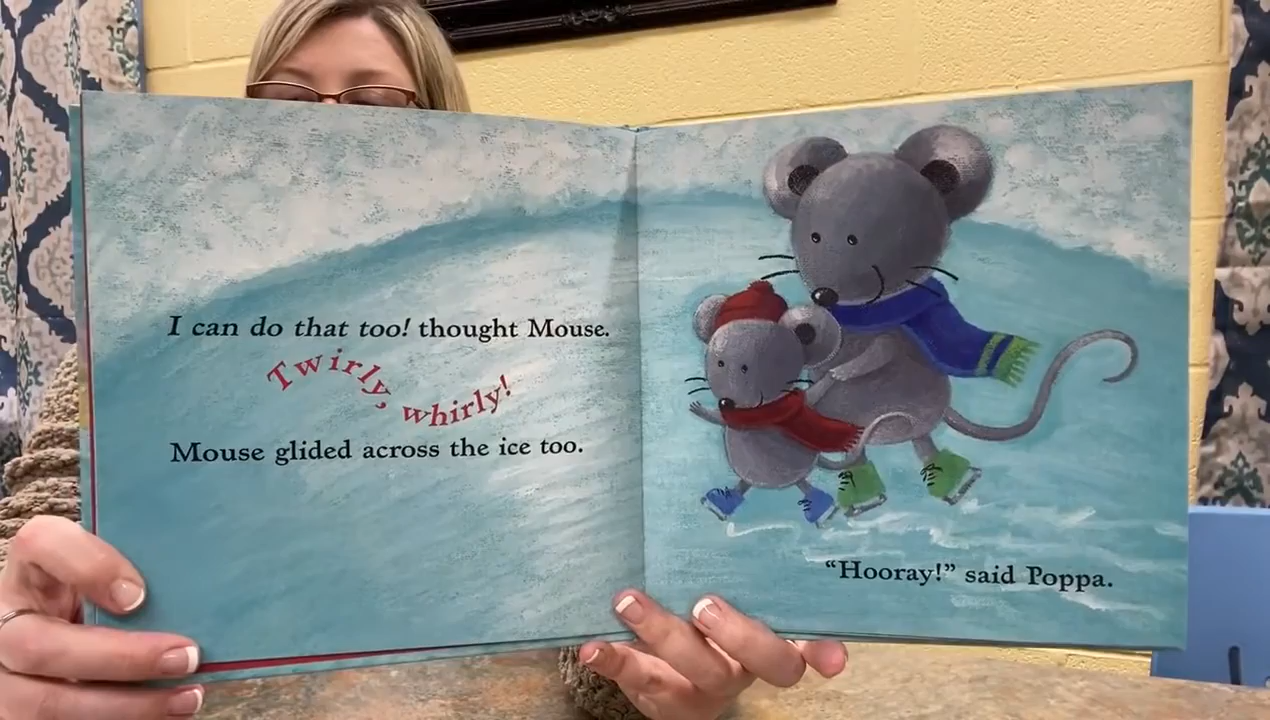 I can do that too! thought Mouse.
Twirly, whirly!
Mouse glided across the ice too.
“Hooray!” said Poppa.